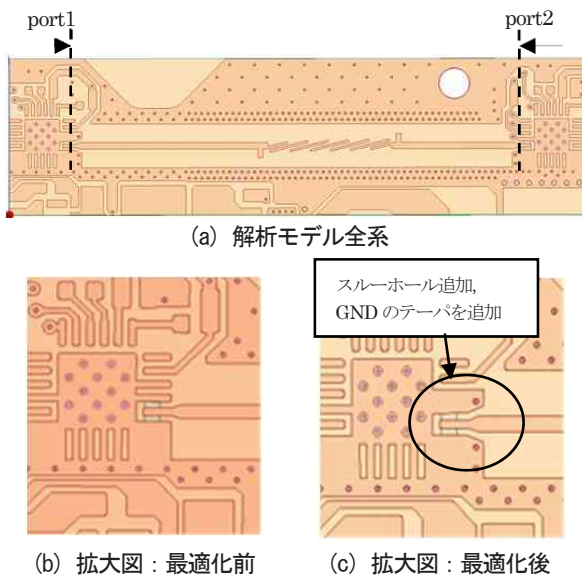 port1
port2
(a) 解析モデル全系
スルーホール追加,
GND のテーパを追加
(b) 拡大図：最適化前
(c) 拡大図：最適化後